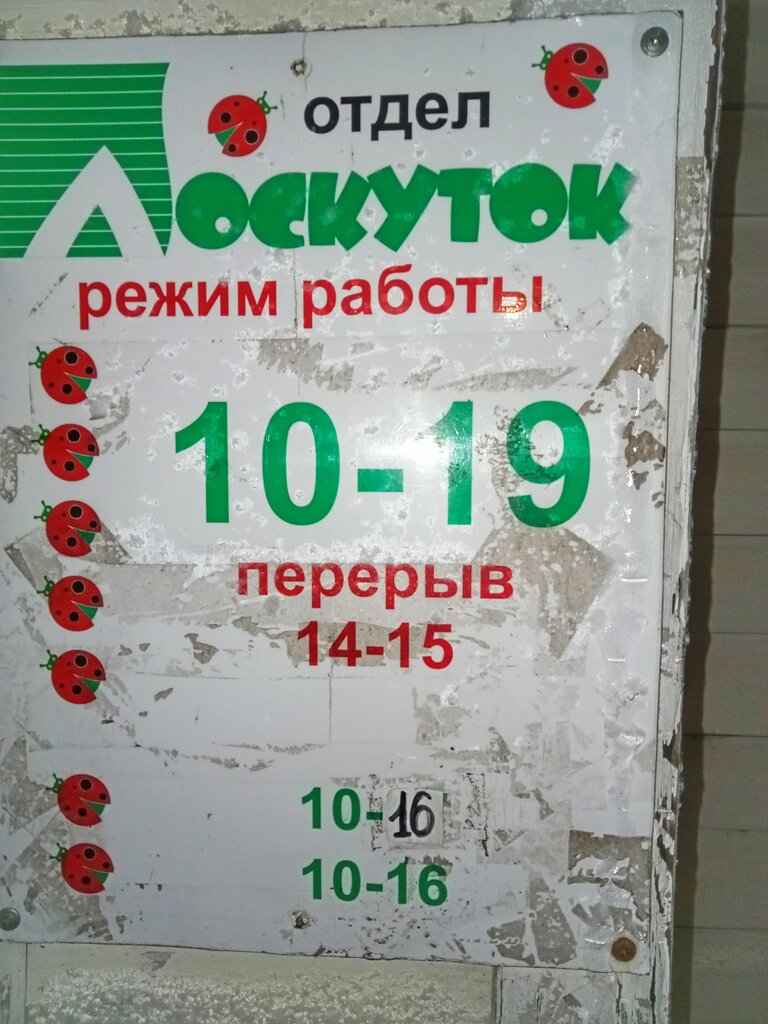 отдел
Лоскуток
режим работы
10-19
перерыв
14-15
10-16
10-16